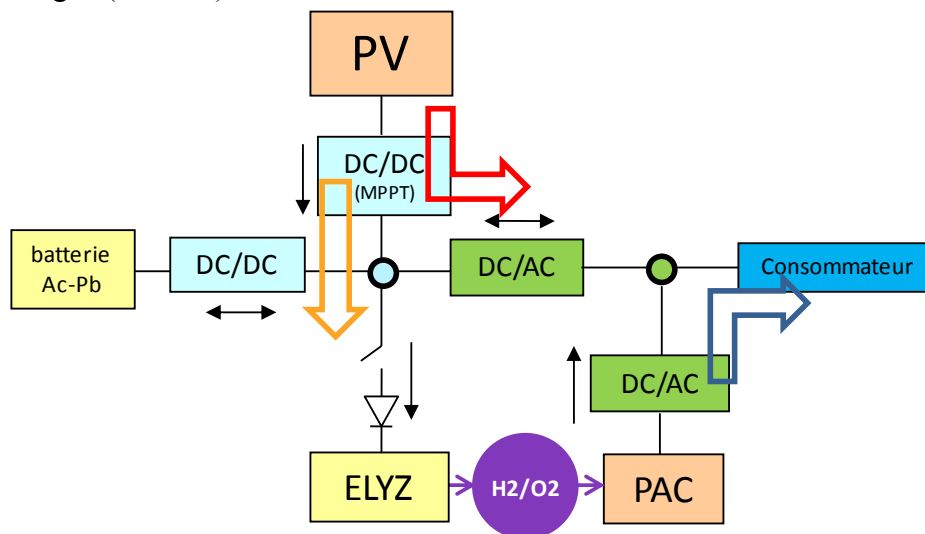 PV
DC/DC
(MPPT)
batterie
Ac-Pb
DC/DC
DC/AC
Consommateur
DC/AC
ELYZ
H2/O2
PAC